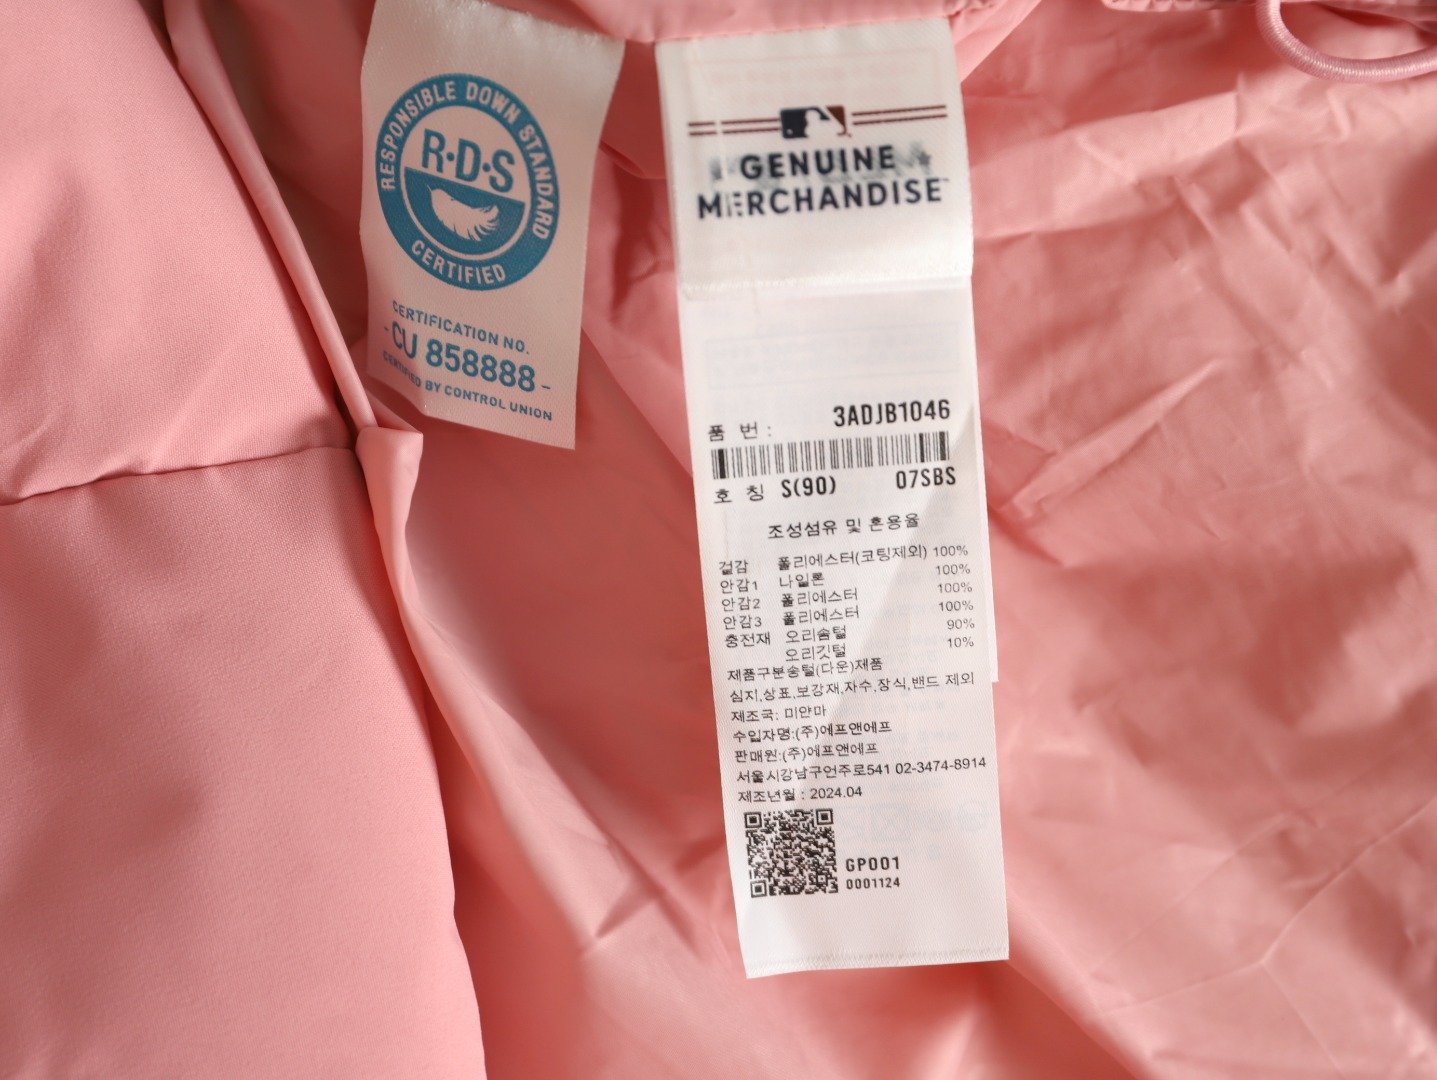 RESPONSIBLE DOWN STANDARD
R·D·S
CERTIFIED
CERTIFICATION NO.
-CU 858888-
CERTIFIED BY CONTROL UNION
GENUINE
MERCHANDISE
품 번 : 3ADJB1046
호 칭 S(90) 07SBS
조성섬유 및 혼용율
겉감 폴리에스터(코팅제외) 100%
안감1 나일론 100%
안감2 폴리에스터 100%
안감3 폴리에스터 100%
충전재 오리솜털 90%
오리깃털 10%
제품구분솜털(다운)제품
심지,상표,보강재,자수,장식,밴드 제외
제조국: 미얀마
수입자명:(주)에프앤에프
판매원:(주)에프앤에프
서울시강남구언주로541 02-3474-8914
제조년월 : 2024.04
GP001
0001124